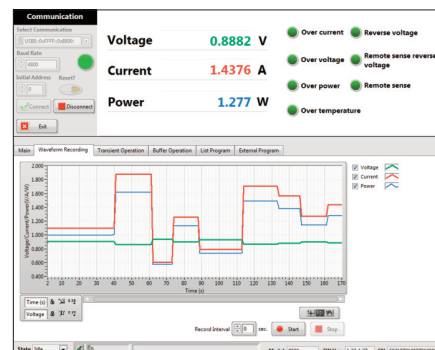 Communication
Select Communication
USB0::0xFFFF::0x8800::
Baud Rate
4800
Initial Address Reset?
0
Connect Disconnect
Exit
Voltage 0.8882 V
Current 1.4376 A
Power 1.277 W
Over current Reverse voltage
Over voltage Remote sense reverse voltage
Over power Remote sense
Over temperature
Main Waveform Recording Transient Operation Buffer Operation List Program External Program
Voltage/Current/Power(V/A/W)
2.000
1.800
1.600
1.400
1.200
1.000
0.800
0.600
0.400
2 10 20 30 40 50 60 70 80 90 100 110 120 130 140 150 160 170
Time (s)
Voltage
Current
Power
Time (s)
Voltage
Record Interval 0 sec. Start Stop
State Idle